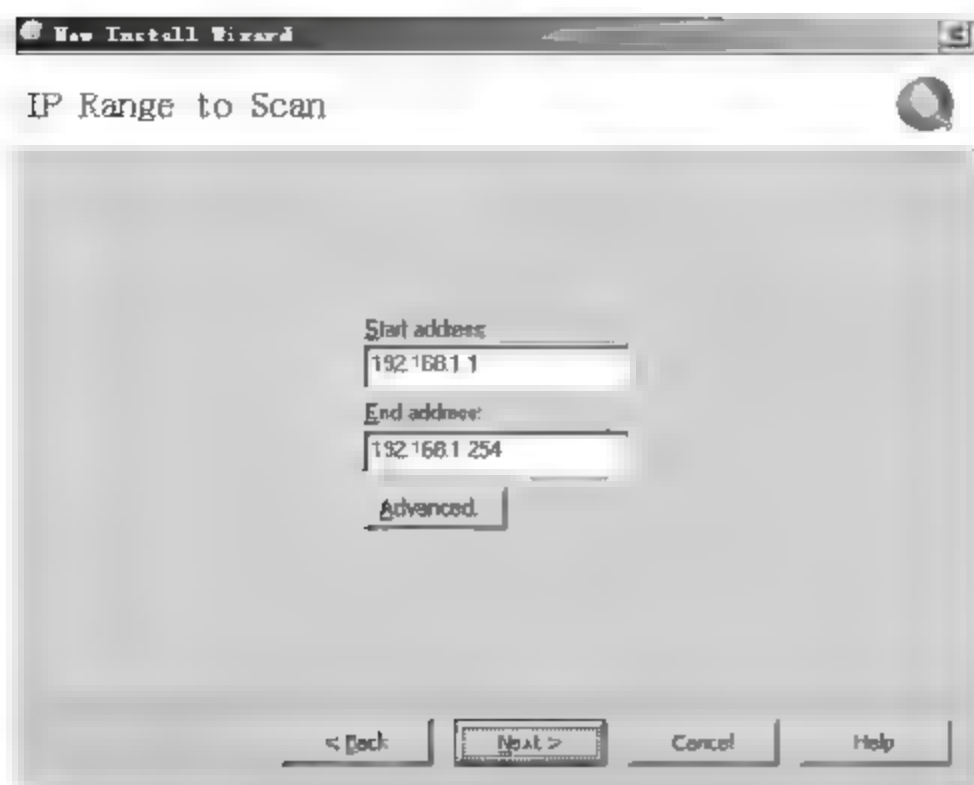 New Install Wizard
IP Range to Scan
Start address:
192.168.1.1
End address:
192.168.1.254
Advanced.
< Back
Next >
Cancel
Help